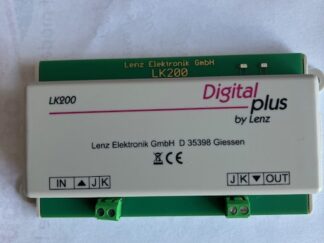 Lenz Elektronik GmbH
LK200
LK200
Digital
plus
by Lenz
Lenz Elektronik GmbH D 35398 Giessen
CE
IN ▲ J K
J K ▼ OUT